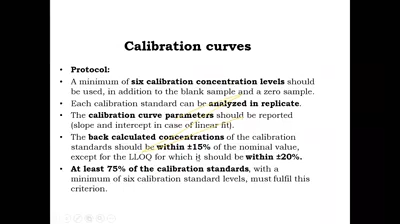 Calibration curves
• Protocol:
• A minimum of six calibration concentration levels should
be used, in addition to the blank sample and a zero sample.
• Each calibration standard can be analyzed in replicate.
• The calibration curve parameters should be reported
(slope and intercept in case of linear fit).
• The back calculated concentrations of the calibration
standards should be within ±15% of the nominal value,
except for the LLOQ for which it should be within ±20%.
• At least 75% of the calibration standards, with a
minimum of six calibration standard levels, must fulfil this
criterion.